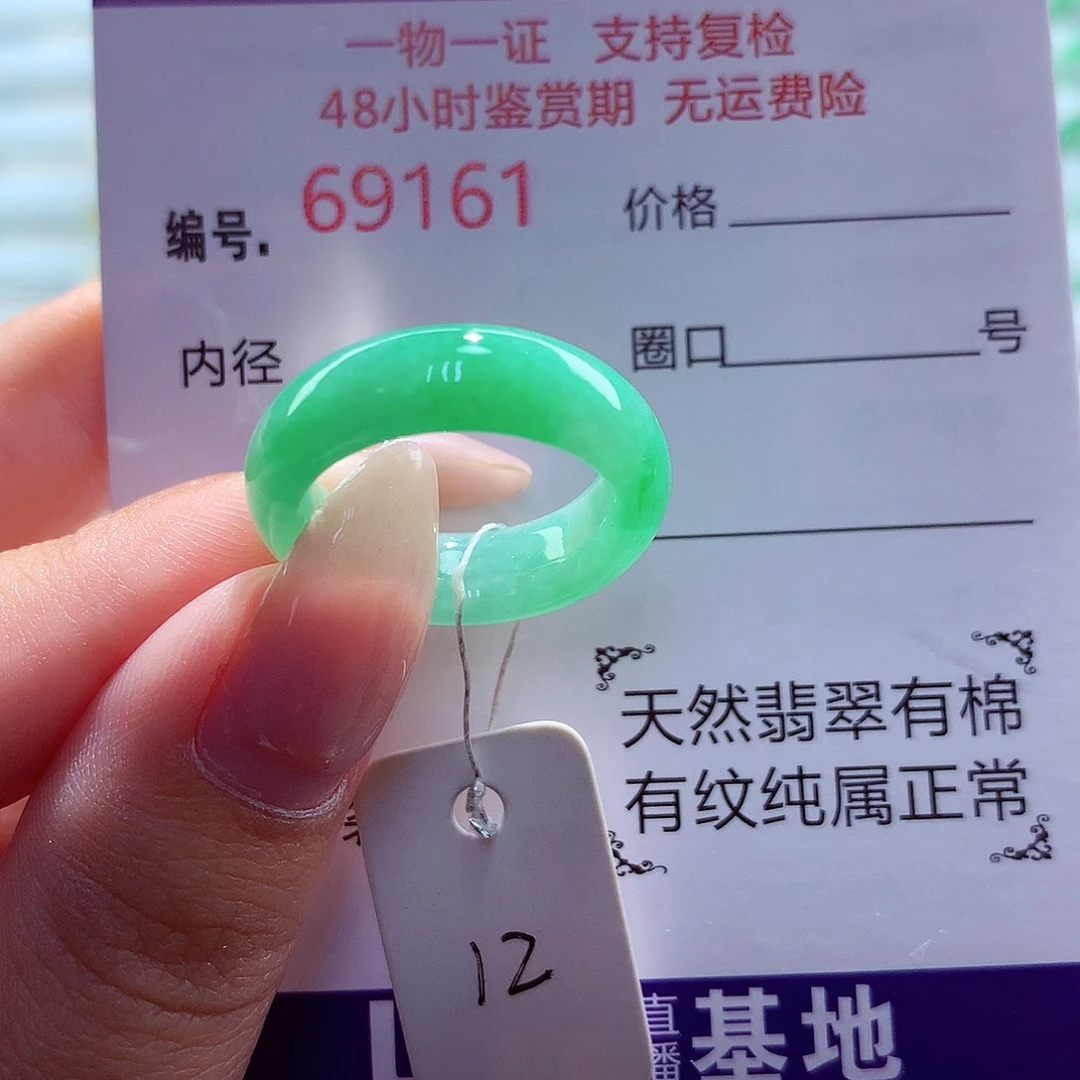 一物一证 支持复检
48小时鉴赏期 无运费险
编号. 69161 价格
内径 圈口 号
天然翡翠有棉
有纹纯属正常
12
直播 基地